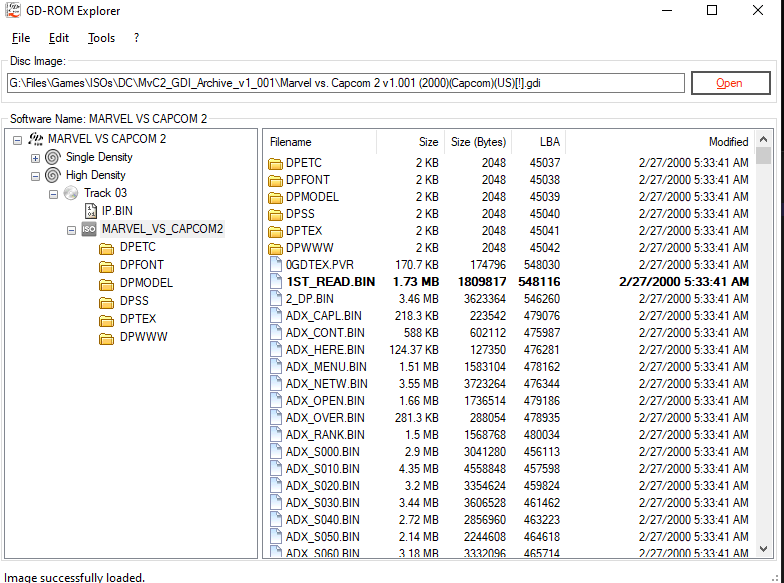 GD-ROM Explorer
File Edit Tools ?
Disc Image:
G:\Files\Games\ISOs\DC\MvC2_GDI_Archive_v1_001\Marvel vs. Capcom 2 v1.001 (2000)(Capcom)(US)[!].gdi
Open
Software Name: MARVEL VS CAPCOM 2
MARVEL VS CAPCOM 2
Single Density
High Density
Track 03
IP.BIN
ISO MARVEL_VS_CAPCOM2
DPETC
DPFONT
DPMODEL
DPSS
DPTEX
DPWWW
Filename Size Size (Bytes) LBA Modified
DPETC 2 KB 2048 45037 2/27/2000 5:33:41 AM
DPFONT 2 KB 2048 45038 2/27/2000 5:33:41 AM
DPMODEL 2 KB 2048 45039 2/27/2000 5:33:41 AM
DPSS 2 KB 2048 45040 2/27/2000 5:33:41 AM
DPTEX 2 KB 2048 45041 2/27/2000 5:33:41 AM
DPWWW 2 KB 2048 45042 2/27/2000 5:33:41 AM
0GDTEX.PVR 170.7 KB 174796 548030 2/27/2000 5:33:41 AM
1ST_READ.BIN 1.73 MB 1809817 548116 2/27/2000 5:33:41 AM
2_DP.BIN 3.46 MB 3623364 546260 2/27/2000 5:33:41 AM
ADX_CAPL.BIN 218.3 KB 223542 479076 2/27/2000 5:33:41 AM
ADX_CONT.BIN 588 KB 602112 475987 2/27/2000 5:33:41 AM
ADX_HERE.BIN 124.37 KB 127350 476281 2/27/2000 5:33:41 AM
ADX_MENU.BIN 1.51 MB 1583104 478162 2/27/2000 5:33:41 AM
ADX_NETW.BIN 3.55 MB 3723264 476344 2/27/2000 5:33:41 AM
ADX_OPEN.BIN 1.66 MB 1736514 479186 2/27/2000 5:33:41 AM
ADX_OVER.BIN 281.3 KB 288054 478935 2/27/2000 5:33:41 AM
ADX_RANK.BIN 1.5 MB 1568768 480034 2/27/2000 5:33:41 AM
ADX_S000.BIN 2.9 MB 3041280 456113 2/27/2000 5:33:41 AM
ADX_S010.BIN 4.35 MB 4558848 457598 2/27/2000 5:33:41 AM
ADX_S020.BIN 3.2 MB 3354624 459824 2/27/2000 5:33:41 AM
ADX_S030.BIN 3.44 MB 3606528 461462 2/27/2000 5:33:41 AM
ADX_S040.BIN 2.72 MB 2856960 463223 2/27/2000 5:33:41 AM
ADX_S050.BIN 2.14 MB 2244608 464618 2/27/2000 5:33:41 AM
ADX_S060.BIN 3.18 MB 3332096 465714 2/27/2000 5:33:41 AM
Image successfully loaded.